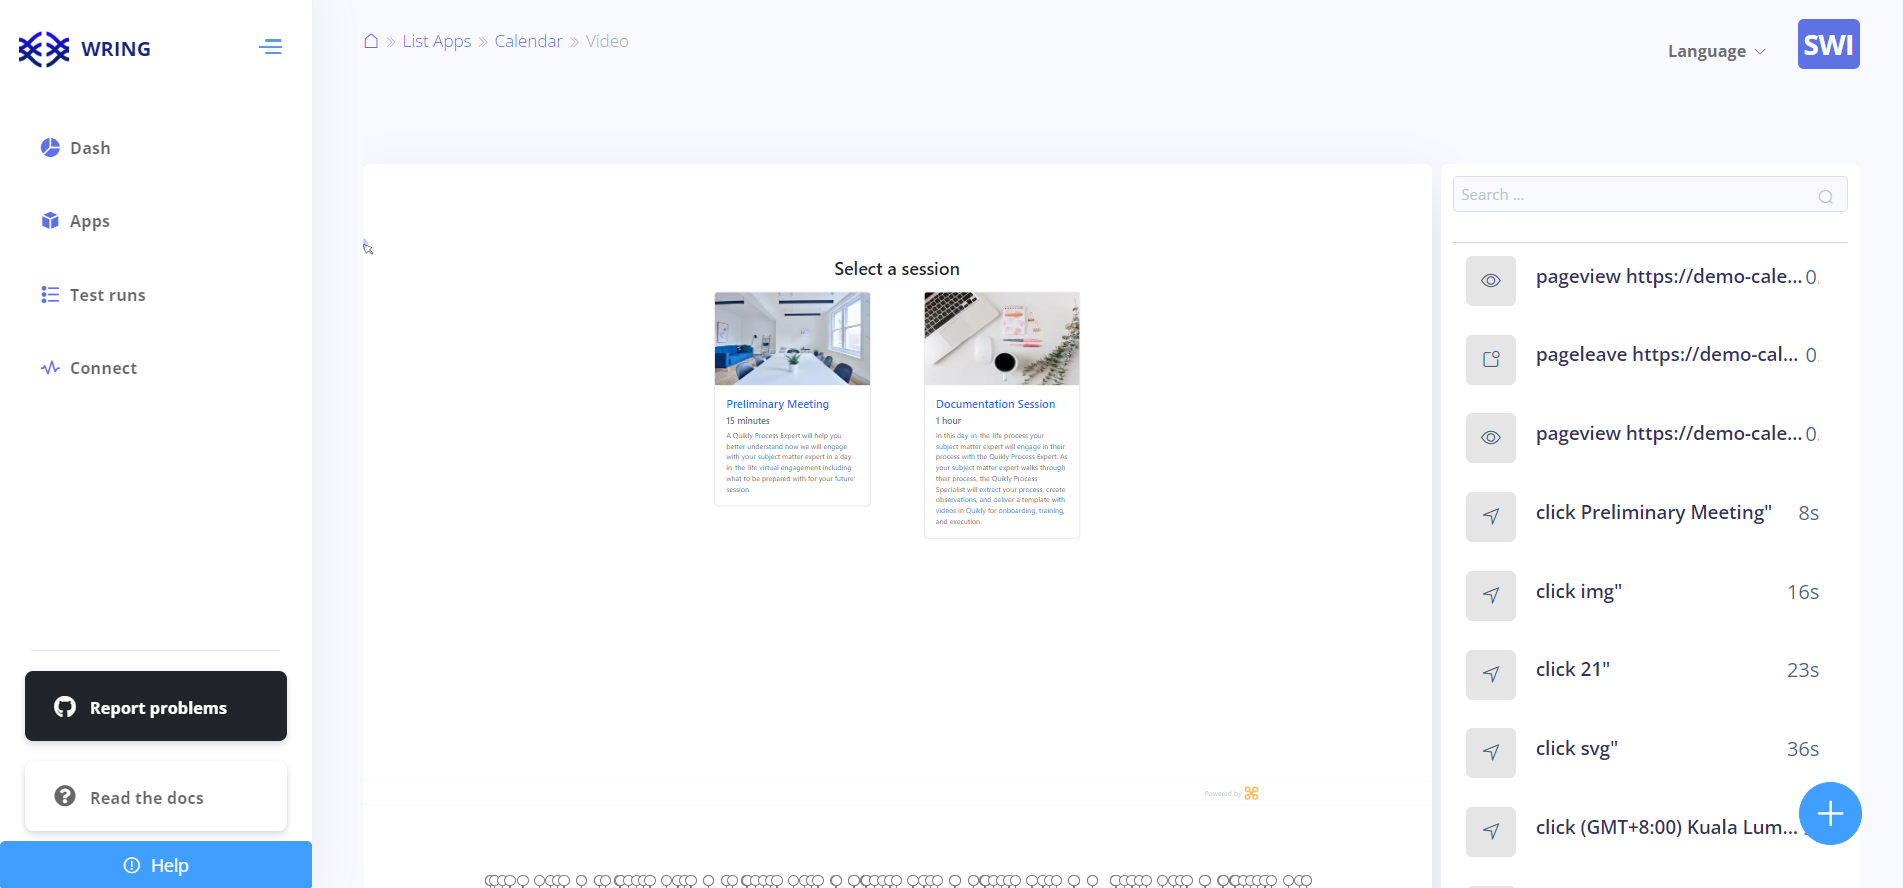 WRING
List Apps
Calendar
Video
Language
SWI
Dash
Apps
Test runs
Connect
Report problems
Read the docs
Help
Select a session
Preliminary Meeting
15 minutes
A Quikly Process Expert will help you
better understand how we will engage
with your subject matter expert in a day-
in-the-life virtual engagement including
what to be prepared with for your future
session.
Documentation Session
1 hour
In this day-in-the-life process your
subject matter expert will engage in their
process with the Quikly Process Expert. As
your subject matter expert walks through
their process, the Quikly Process
Specialist will extract your process, create
observations, and deliver a template with
videos in Quikly for onboarding, training,
and execution.
Powered by
Search ...
pageview https://demo-cale... 0.
pageleave https://demo-cal... 0.
pageview https://demo-cale... 0.
click Preliminary Meeting" 8s
click img" 16s
click 21" 23s
click svg" 36s
click (GMT+8:00) Kuala Lum...